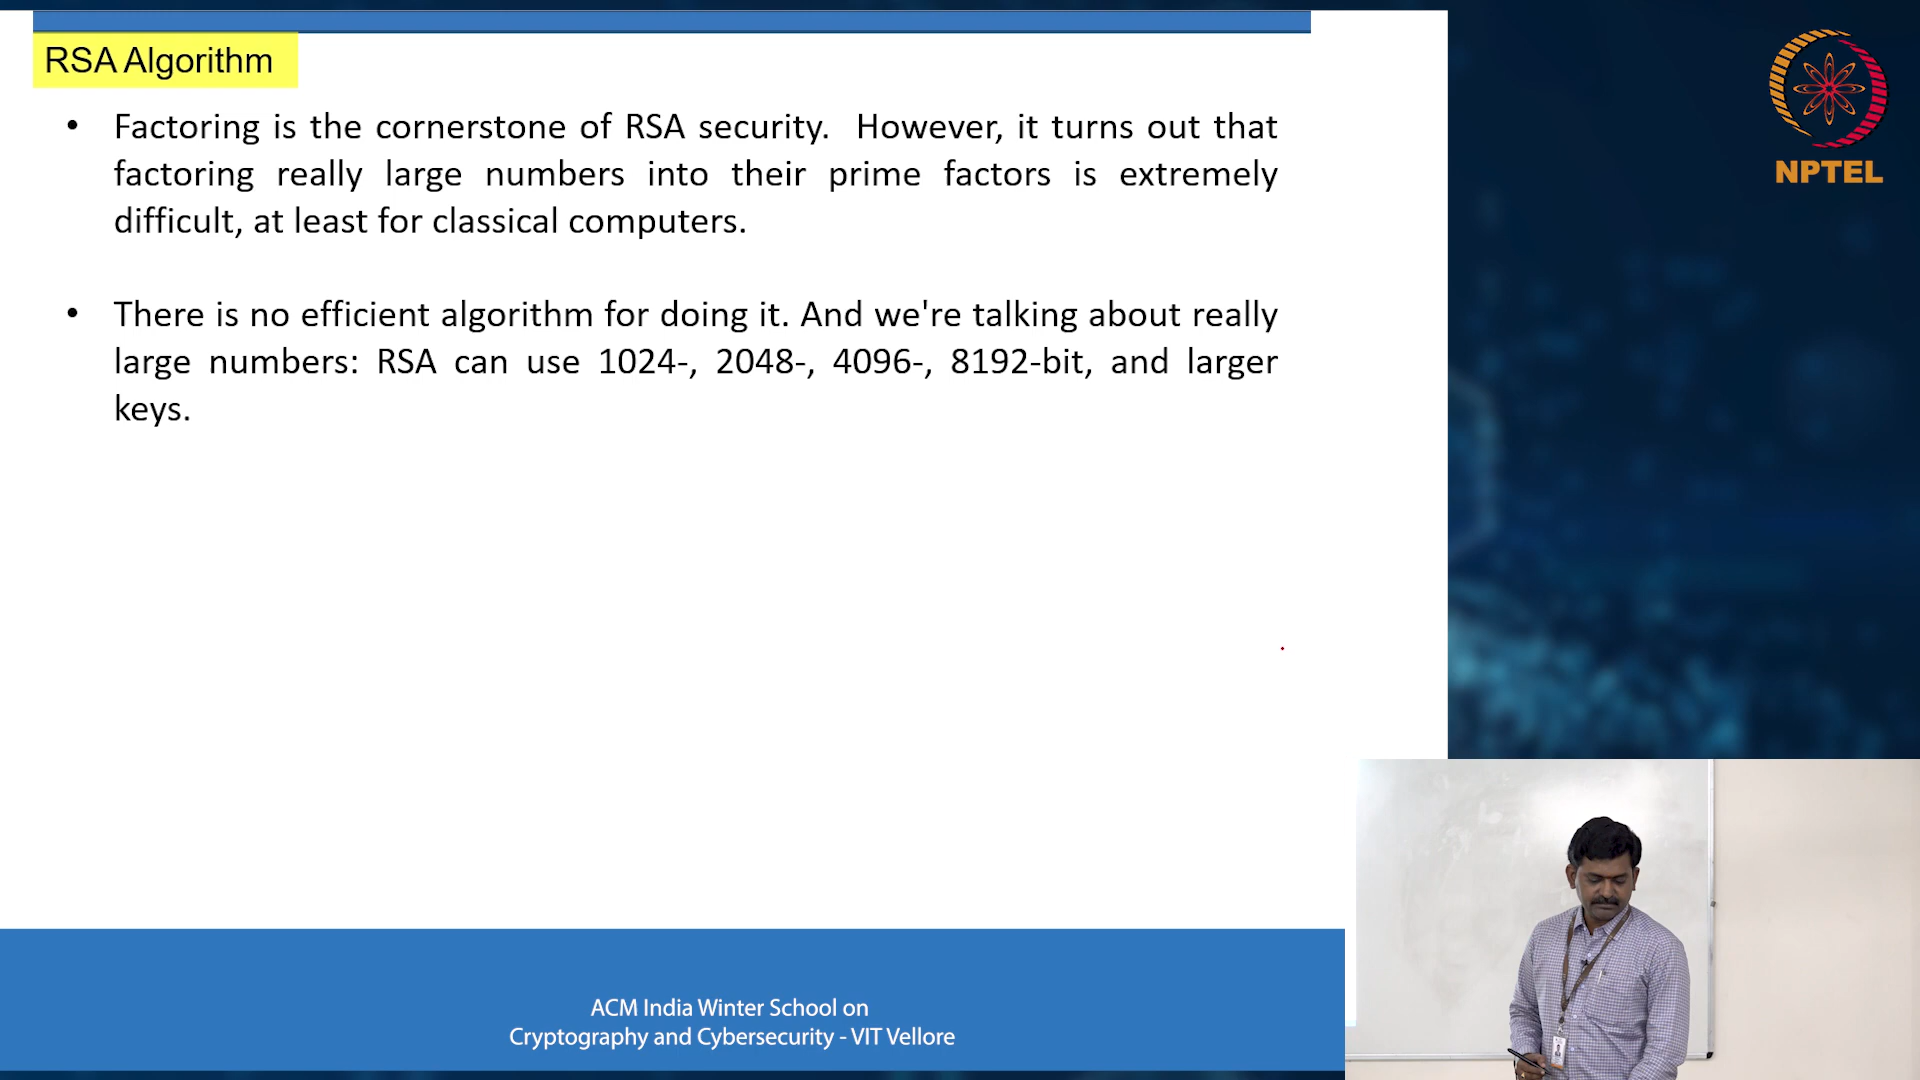 RSA Algorithm
• Factoring is the cornerstone of RSA security. However, it turns out that
factoring really large numbers into their prime factors is extremely
difficult, at least for classical computers.
• There is no efficient algorithm for doing it. And we're talking about really
large numbers: RSA can use 1024-, 2048-, 4096-, 8192-bit, and larger
keys.
NPTEL
ACM India Winter School on
Cryptography and Cybersecurity - VIT Vellore